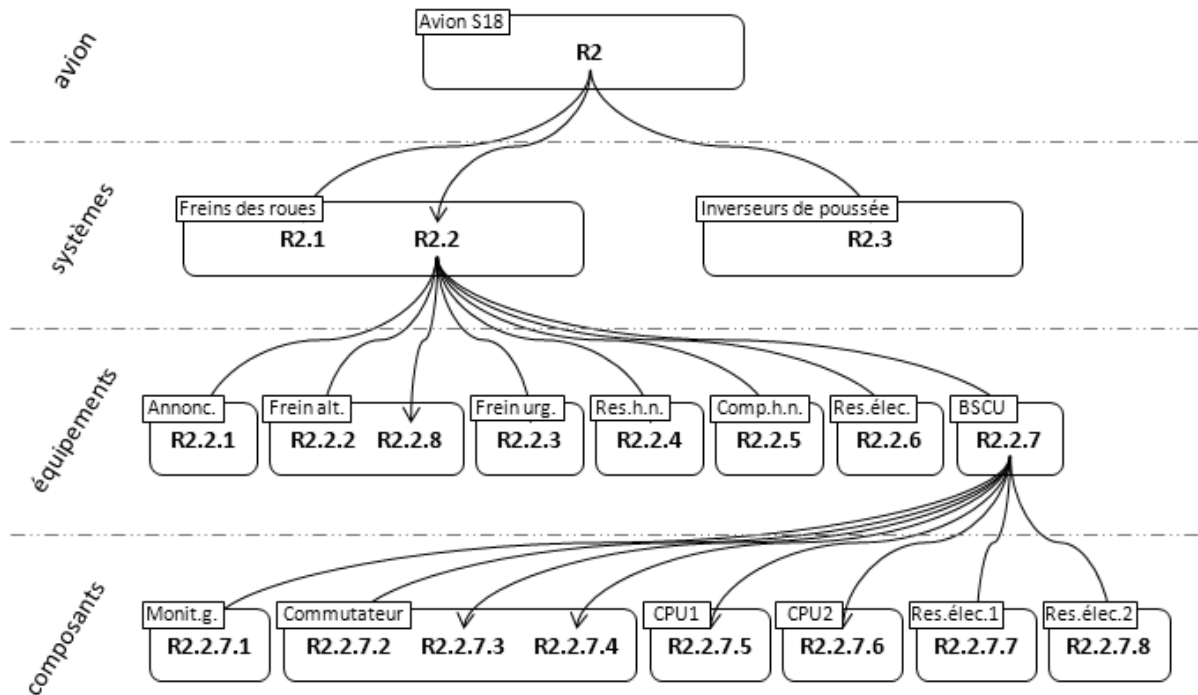 avion
Avion S18
R2
systèmes
Freins des roues
R2.1
R2.2
Inverseurs de poussée
R2.3
équipements
Annonc.
R2.2.1
Frein alt.
R2.2.2
R2.2.8
Frein urg.
R2.2.3
Res.h.n.
R2.2.4
Comp.h.n.
R2.2.5
Res.élec.
R2.2.6
BSCU
R2.2.7
composants
Monit.g.
R2.2.7.1
Commutateur
R2.2.7.2
R2.2.7.3
R2.2.7.4
CPU1
R2.2.7.5
CPU2
R2.2.7.6
Res.élec.1
R2.2.7.7
Res.élec.2
R2.2.7.8